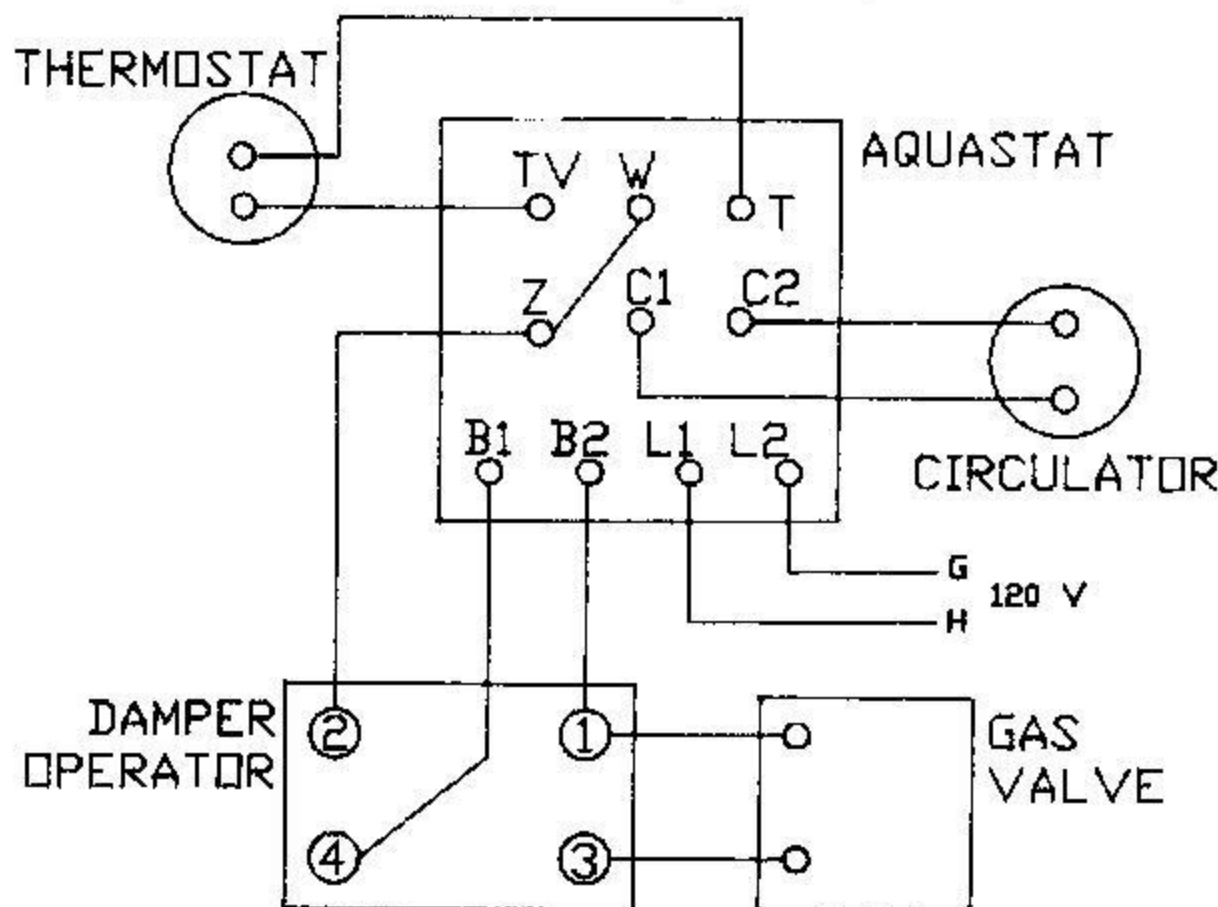 THERMOSTAT
AQUASTAT
TV W T
Z C1 C2
B1 B2 L1 L2
CIRCULATOR
G
120 V
H
DAMPER
OPERATOR
2 1
4 3
GAS
VALVE